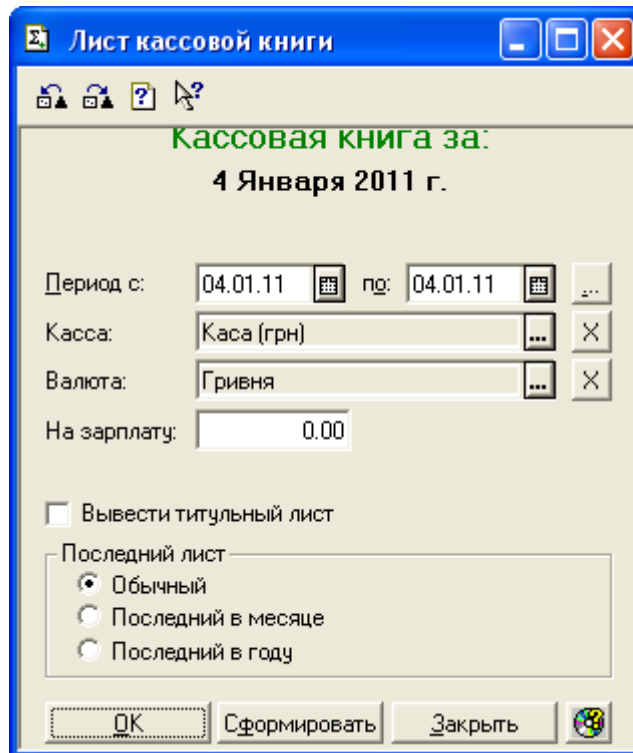 Лист кассовой книги
Кассовая книга за:
4 Января 2011 г.
Период с: 04.01.11 по: 04.01.11 ...
Касса: Каса (грн) ... X
Валюта: Гривня ... X
На зарплату: 0.00
Вывести титульный лист
Последний лист
Обычный
Последний в месяце
Последний в году
OK Сформировать Закрыть